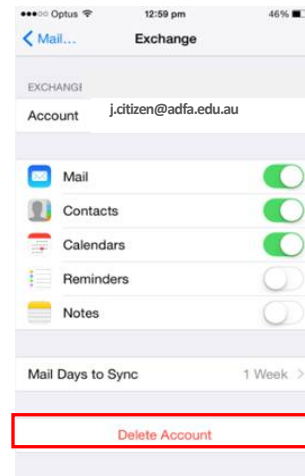 Optus 12:59 pm 46%
Mail... Exchange
EXCHANGE
Account j.citizen@adfa.edu.au
Mail
Contacts
Calendars
Reminders
Notes
Mail Days to Sync 1 Week
Delete Account